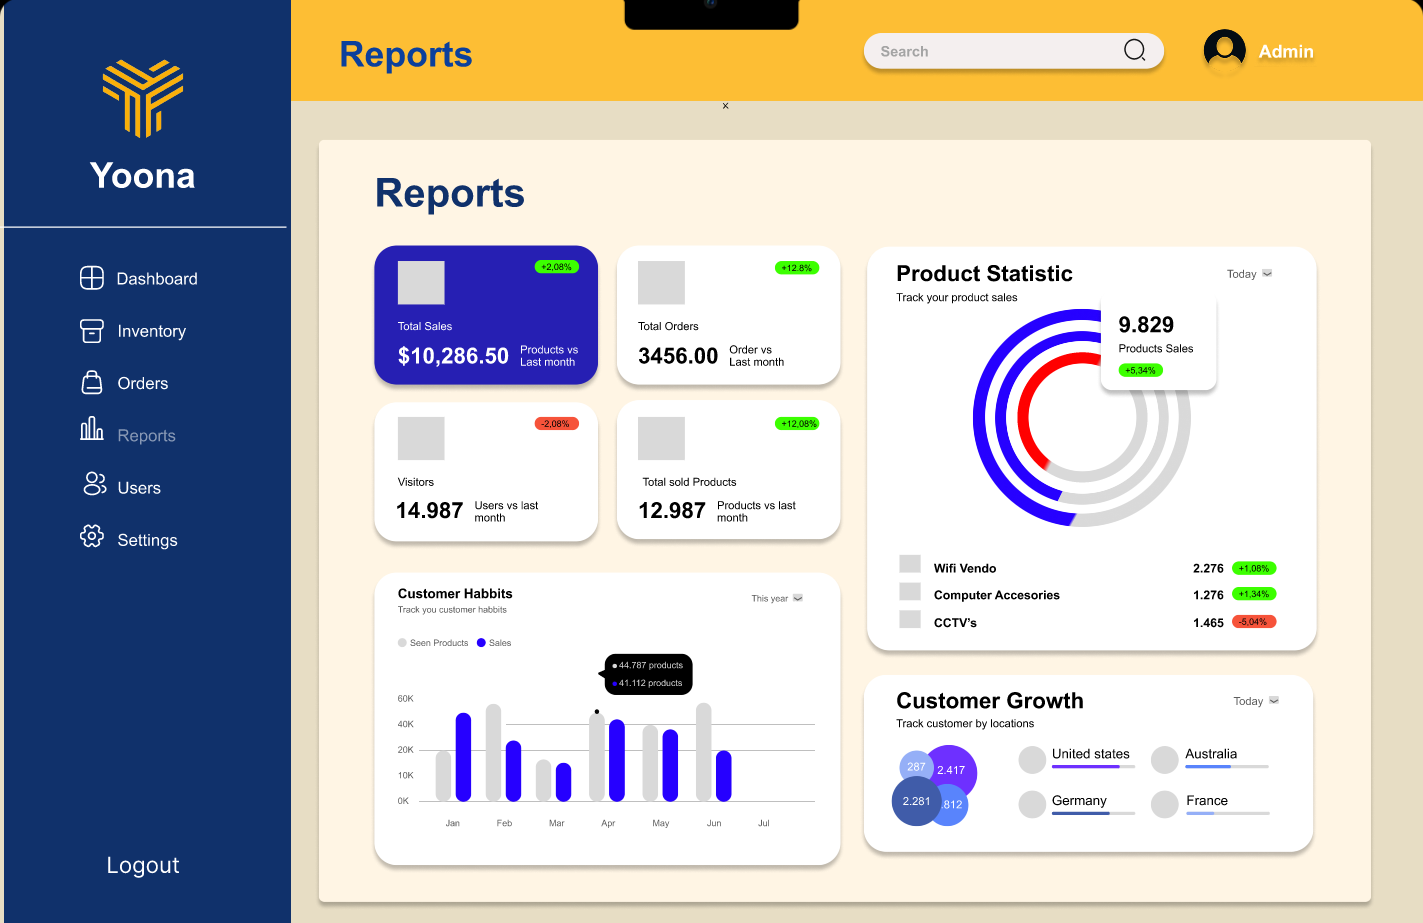 Reports
Search
Admin
x
Yoona
Dashboard
Inventory
Orders
Reports
Users
Settings
Logout
Reports
+2,08%
Total Sales
$10,286.50
Products vs
Last month
+12.8%
Total Orders
3456.00
Order vs
Last month
-2,08%
Visitors
14.987
Users vs last
month
+12,08%
Total sold Products
12.987
Products vs last
month
Product Statistic
Today
Track your product sales
9.829
Products Sales
+5,34%
Wifi Vendo 2.276 +1,08%
Computer Accesories 1.276 +1,34%
CCTV's 1.465 -5,04%
Customer Habbits
This year
Track you customer habbits
Seen Products Sales
44.787 products
41.112 products
60K
40K
20K
10K
0K
Jan Feb Mar Apr May Jun Jul
Customer Growth
Today
Track customer by locations
287
2.417
2.281
.812
United states
Australia
Germany
France